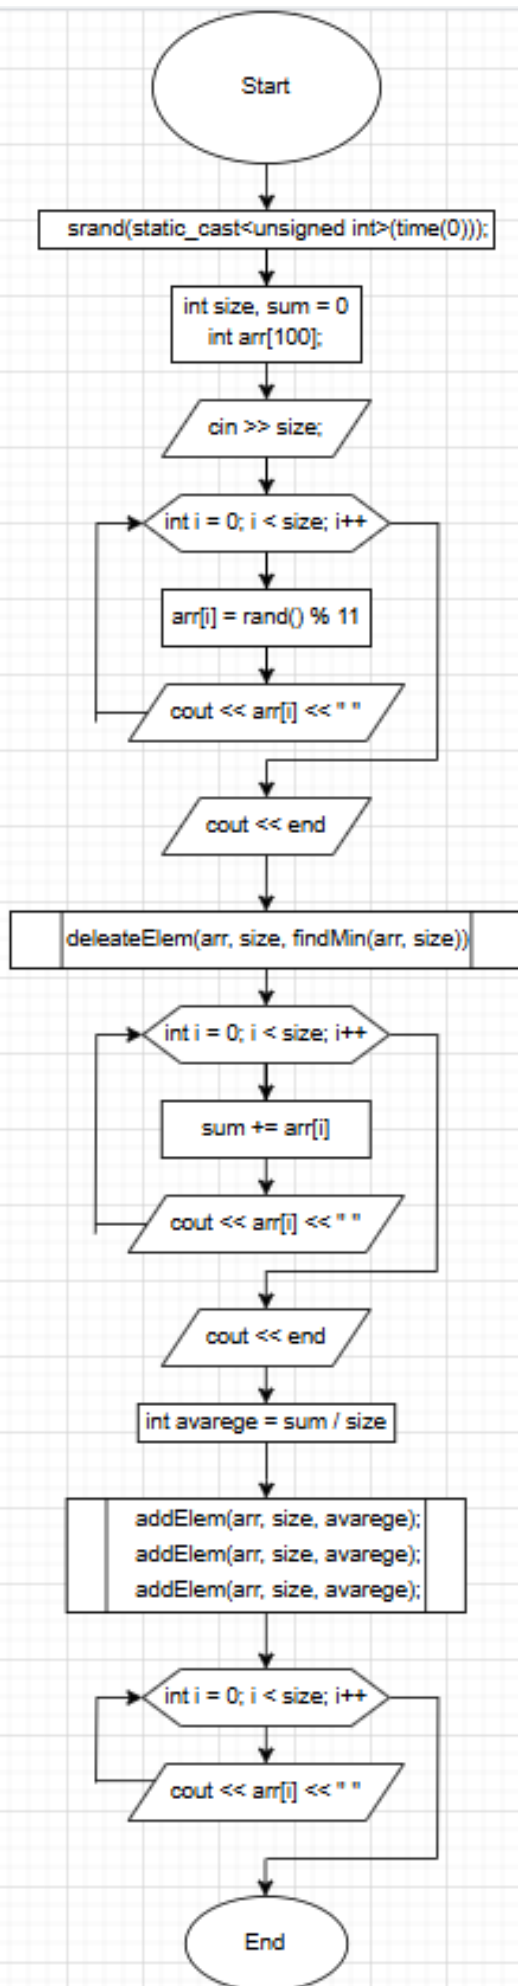 Start
srand(static_cast<unsigned int>(time(0)));
int size, sum = 0
int arr[100];
cin >> size;
int i = 0; i < size; i++
arr[i] = rand() % 11
cout << arr[i] << " "
cout << end
deleateElem(arr, size, findMin(arr, size))
int i = 0; i < size; i++
sum += arr[i]
cout << arr[i] << " "
cout << end
int avarege = sum / size
addElem(arr, size, avarege);
addElem(arr, size, avarege);
addElem(arr, size, avarege);
int i = 0; i < size; i++
cout << arr[i] << " "
End